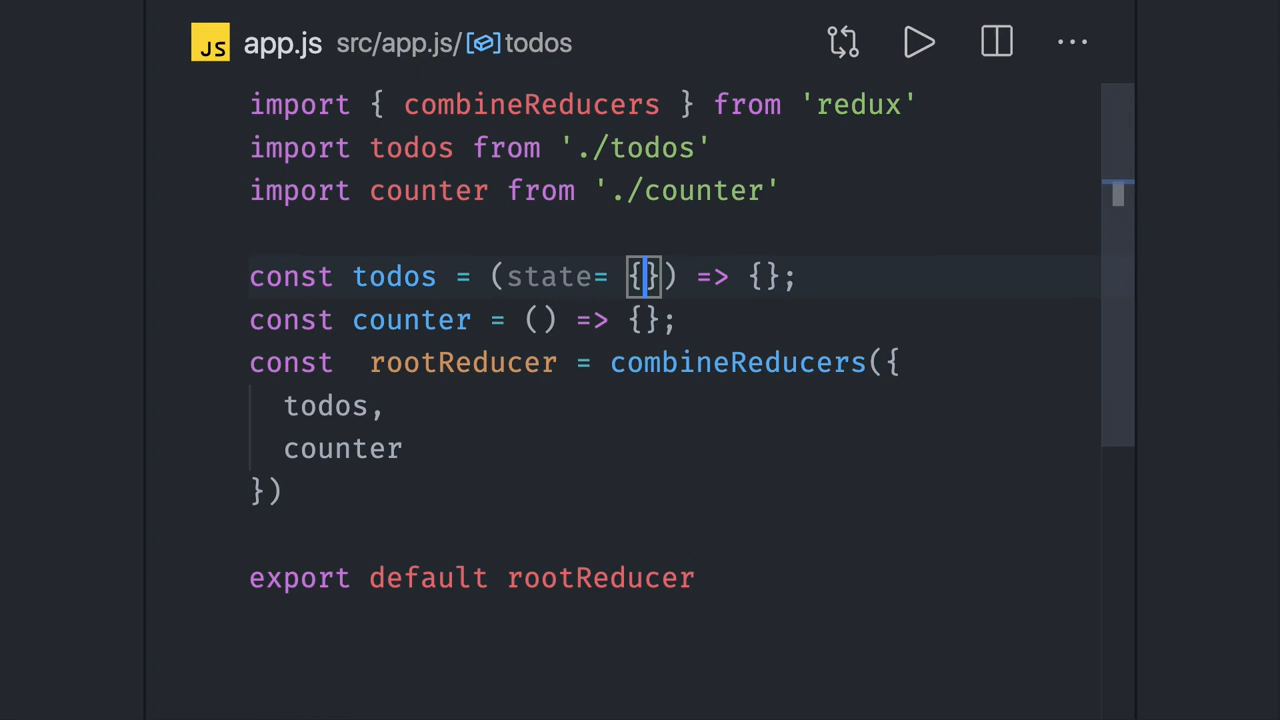 JS app.js src/app.js/[]todos ...
import { combineReducers } from 'redux'
import todos from './todos'
import counter from './counter'
const todos = (state= {}) => {};
const counter = () => {};
const  rootReducer = combineReducers({
  todos,
  counter
})
export default rootReducer